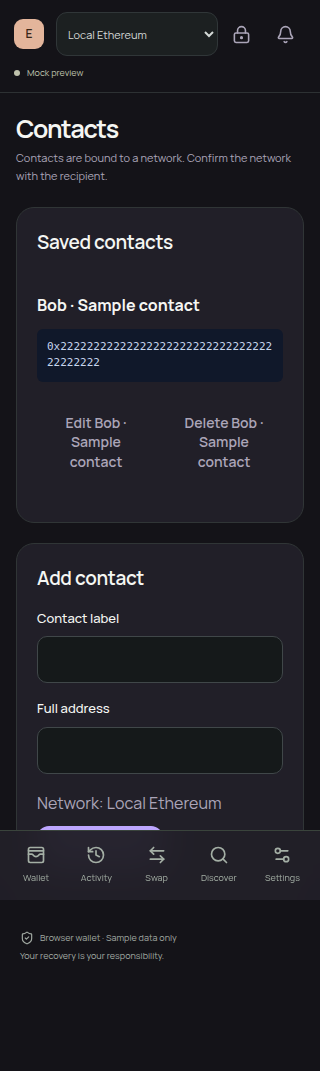 E
Local Ethereum
Mock preview
Contacts
Contacts are bound to a network. Confirm the network
with the recipient.
Saved contacts
Bob · Sample contact
0x22222222222222222222222222222222
22222222
Edit Bob ·
Sample
contact
Delete Bob ·
Sample
contact
Add contact
Contact label
Full address
Network: Local Ethereum
Wallet
Activity
Swap
Discover
Settings
Browser wallet · Sample data only
Your recovery is your responsibility.